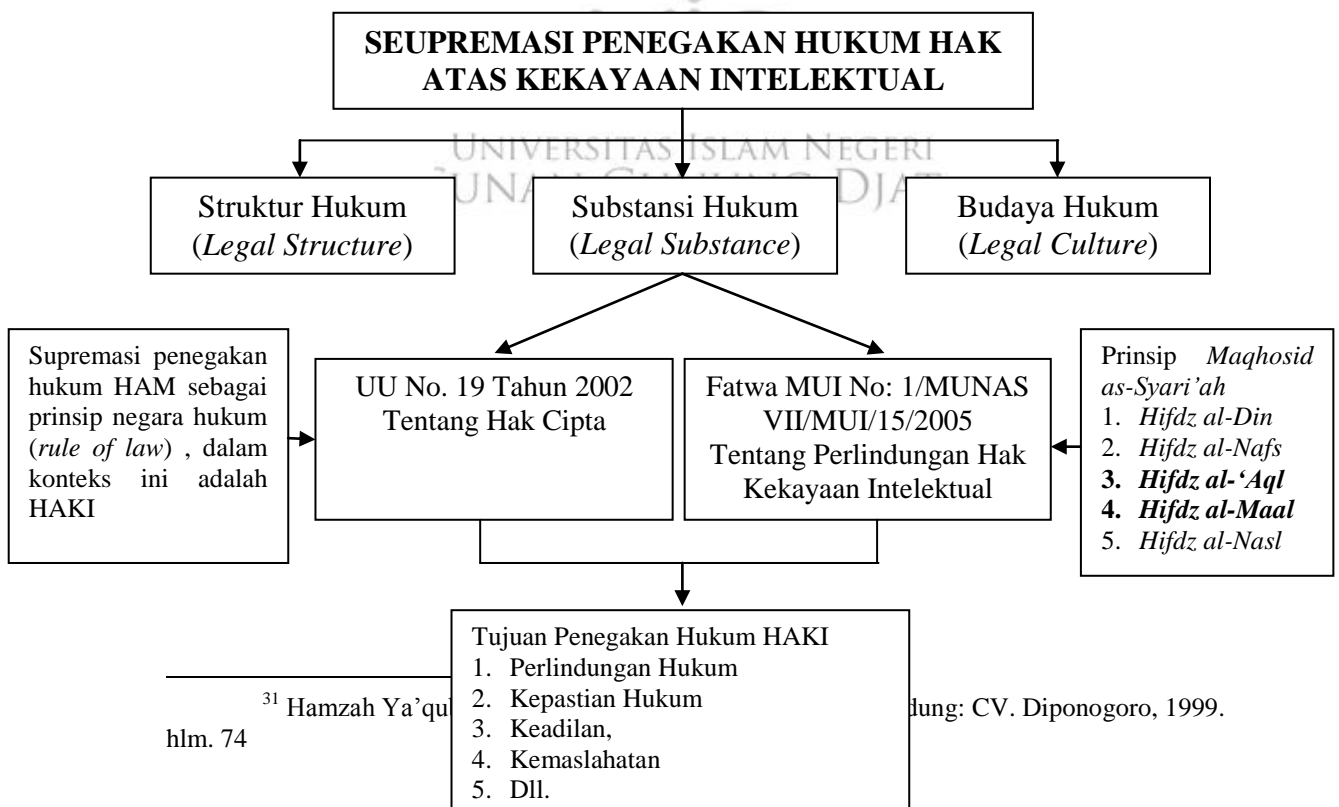 SEUPREMASI PENEGAKAN HUKUM HAK
ATAS KEKAYAAN INTELEKTUAL
UNIVERSITAS ISLAM NEGERI
Struktur Hukum
(Legal Structure)
Substansi Hukum
(Legal Substance)
Budaya Hukum
(Legal Culture)
Supremasi penegakan
hukum HAM sebagai
prinsip negara hukum
(rule of law) , dalam
konteks ini adalah
HAKI
UU No. 19 Tahun 2002
Tentang Hak Cipta
Fatwa MUI No: 1/MUNAS
VII/MUI/15/2005
Tentang Perlindungan Hak
Kekayaan Intelektual
Prinsip Maqhosid
as-Syari’ah
1. Hifdz al-Din
2. Hifdz al-Nafs
3. Hifdz al-‘Aql
4. Hifdz al-Maal
5. Hifdz al-Nasl
Tujuan Penegakan Hukum HAKI
1. Perlindungan Hukum
2. Kepastian Hukum
3. Keadilan,
4. Kemaslahatan
5. Dll.
31 Hamzah CV. Diponogoro, 1999.
hlm. 74